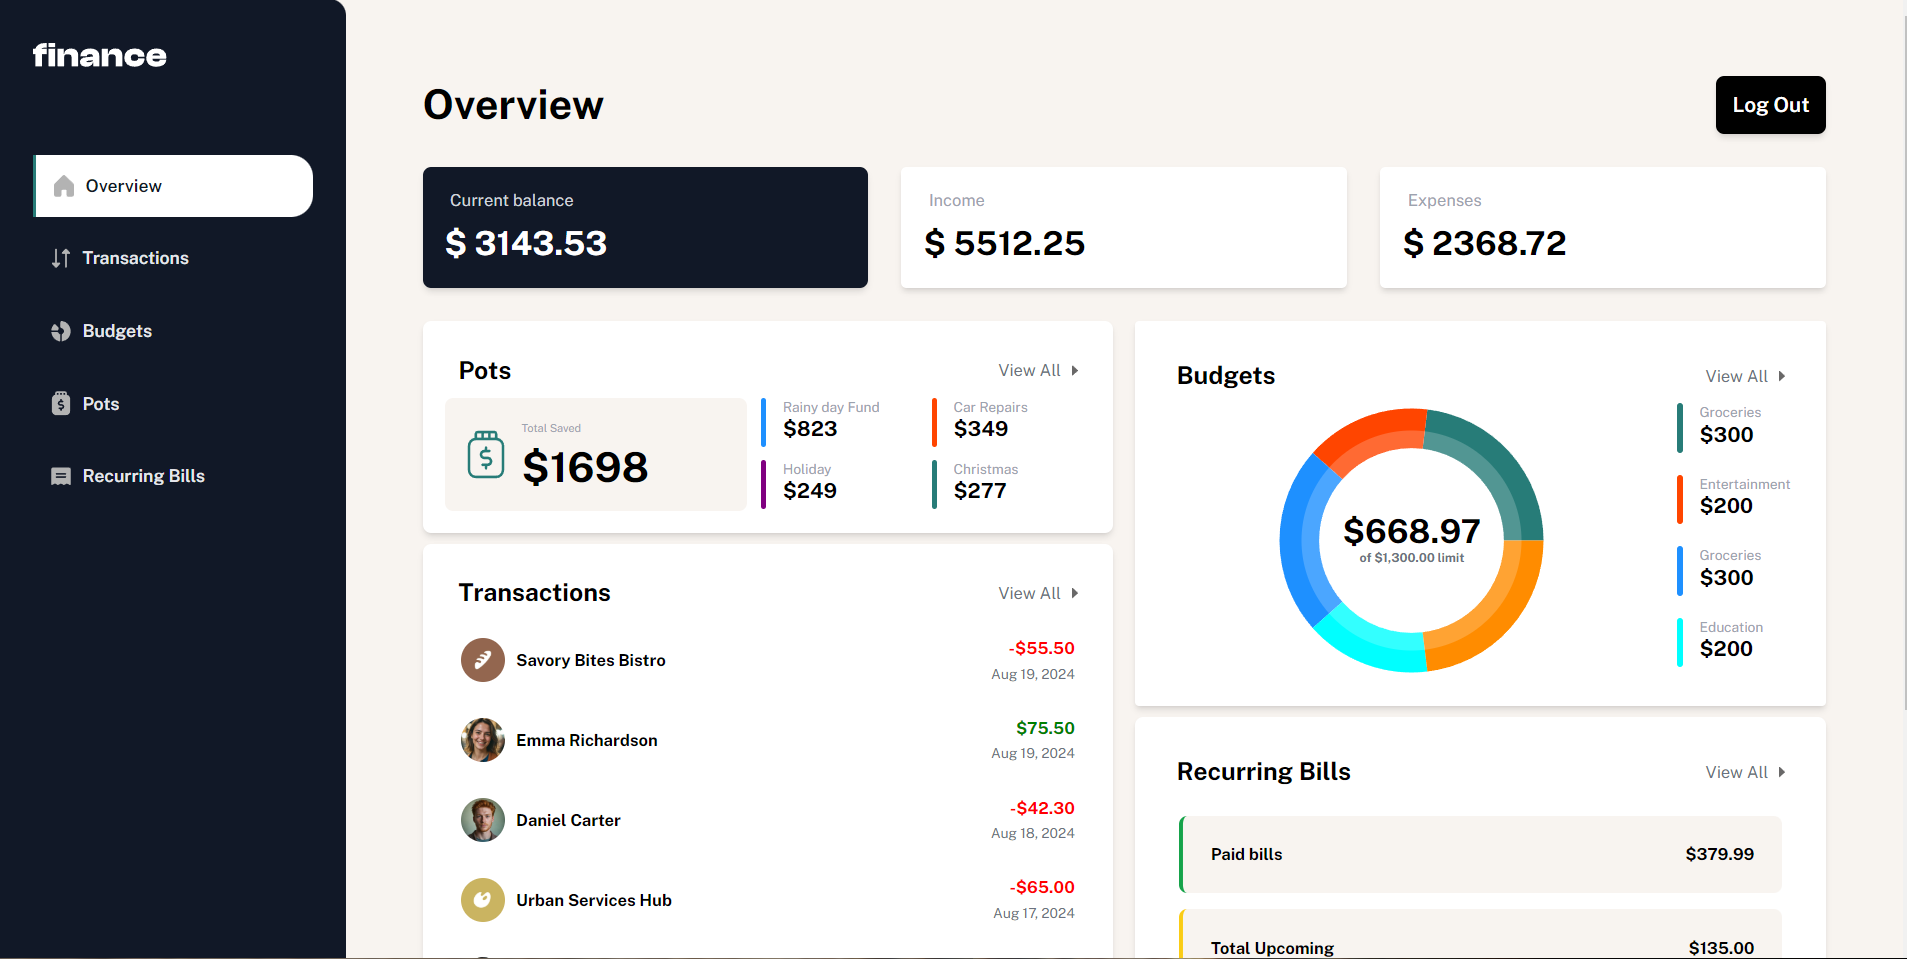 finance
Overview
Transactions
Budgets
Pots
Recurring Bills
Overview
Log Out
Current balance
$ 3143.53
Income
$ 5512.25
Expenses
$ 2368.72
Pots
View All
Total Saved
$1698
Rainy day Fund
$823
Car Repairs
$349
Holiday
$249
Christmas
$277
Transactions
View All
Savory Bites Bistro
-$55.50
Aug 19, 2024
Emma Richardson
$75.50
Aug 19, 2024
Daniel Carter
-$42.30
Aug 18, 2024
Urban Services Hub
-$65.00
Aug 17, 2024
Budgets
View All
$668.97
of $1,300.00 limit
Groceries
$300
Entertainment
$200
Groceries
$300
Education
$200
Recurring Bills
View All
Paid bills
$379.99
Total Upcoming
$135.00